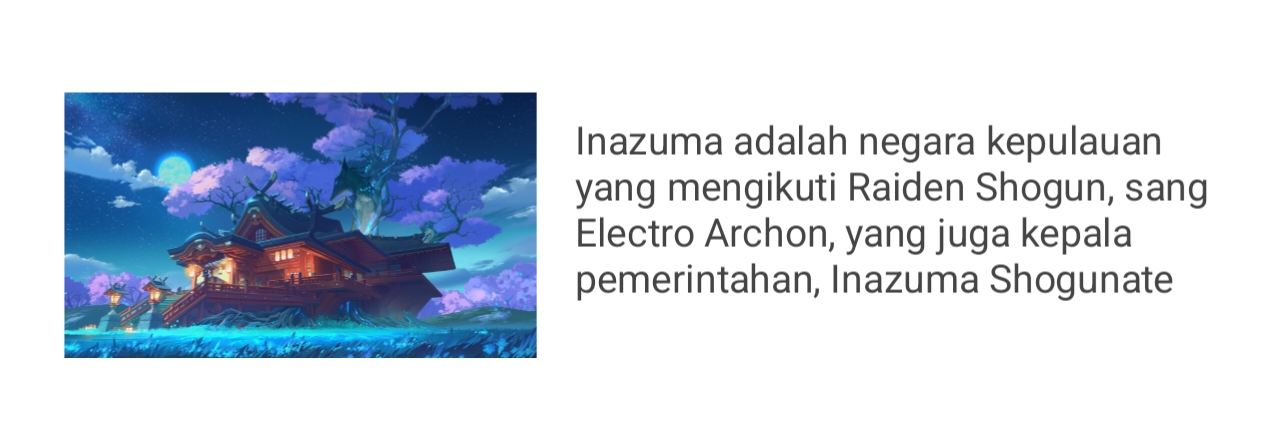 Inazuma adalah negara kepulauan
yang mengikuti Raiden Shogun, sang
Electro Archon, yang juga kepala
pemerintahan, Inazuma Shogunate